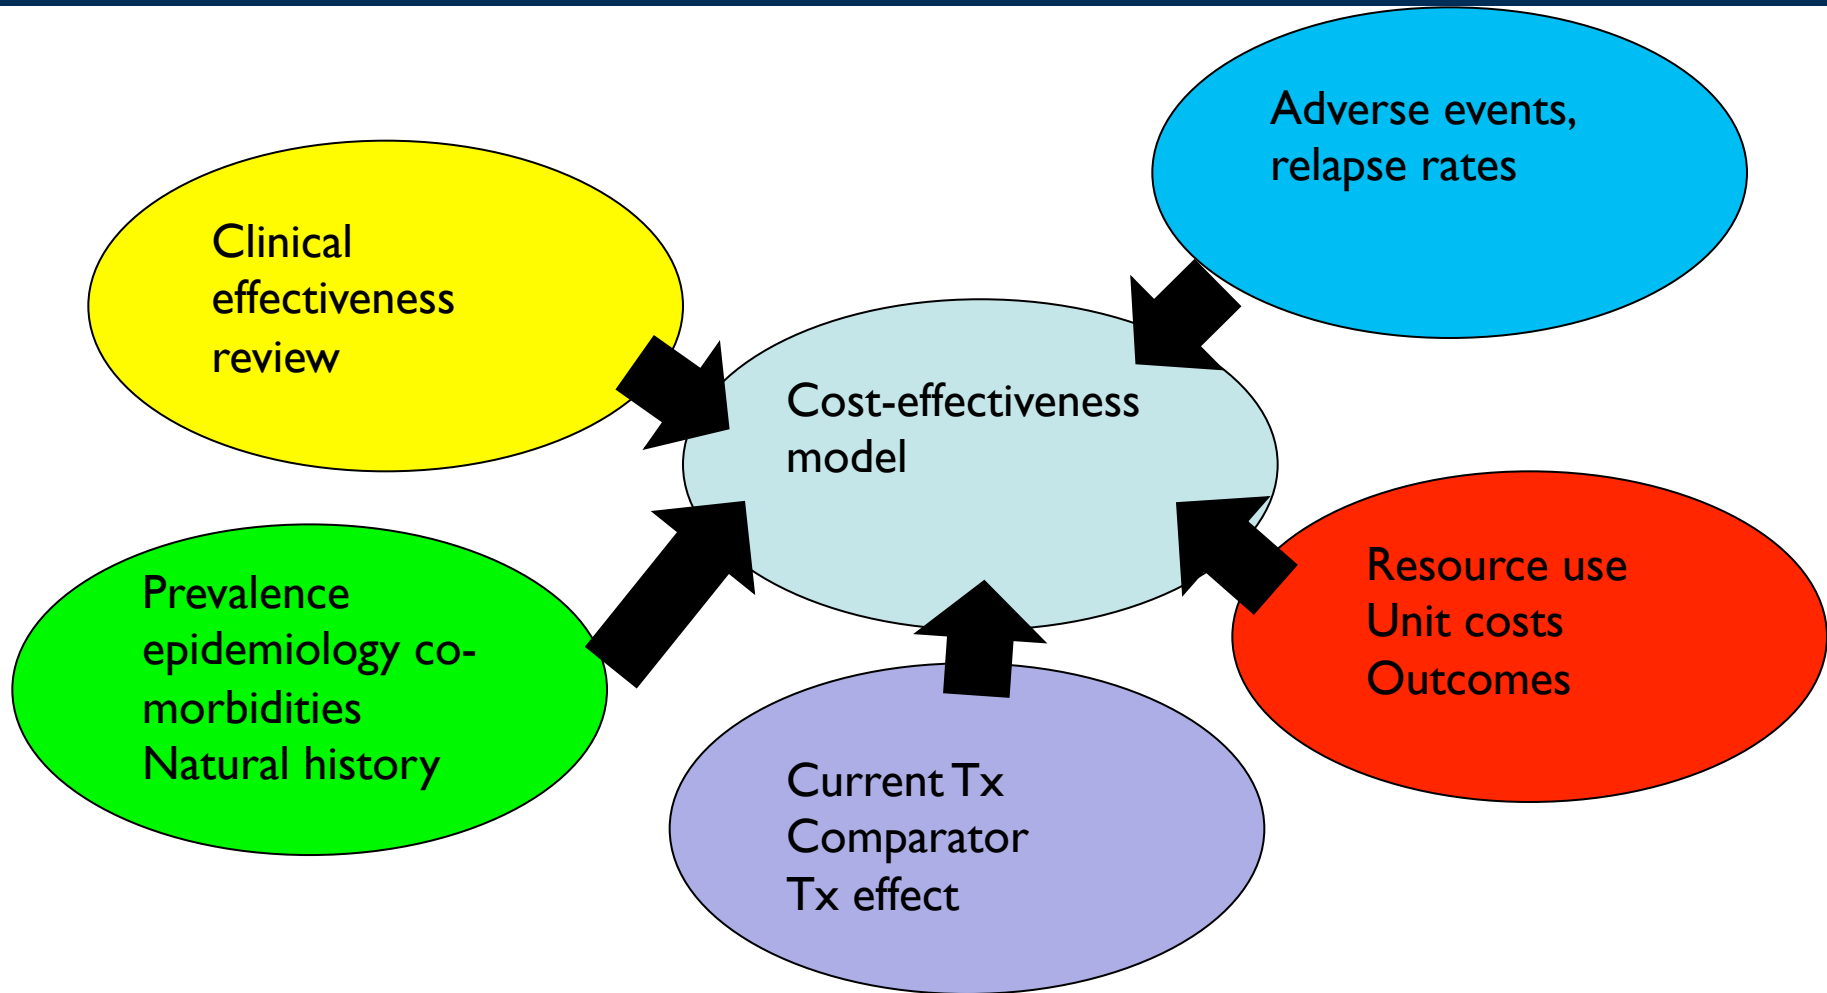 Adverse events,
relapse rates
Clinical
effectiveness
review
Cost-effectiveness
model
Prevalence
epidemiology co-
morbidities
Natural history
Resource use
Unit costs
Outcomes
Current Tx
Comparator
Tx effect